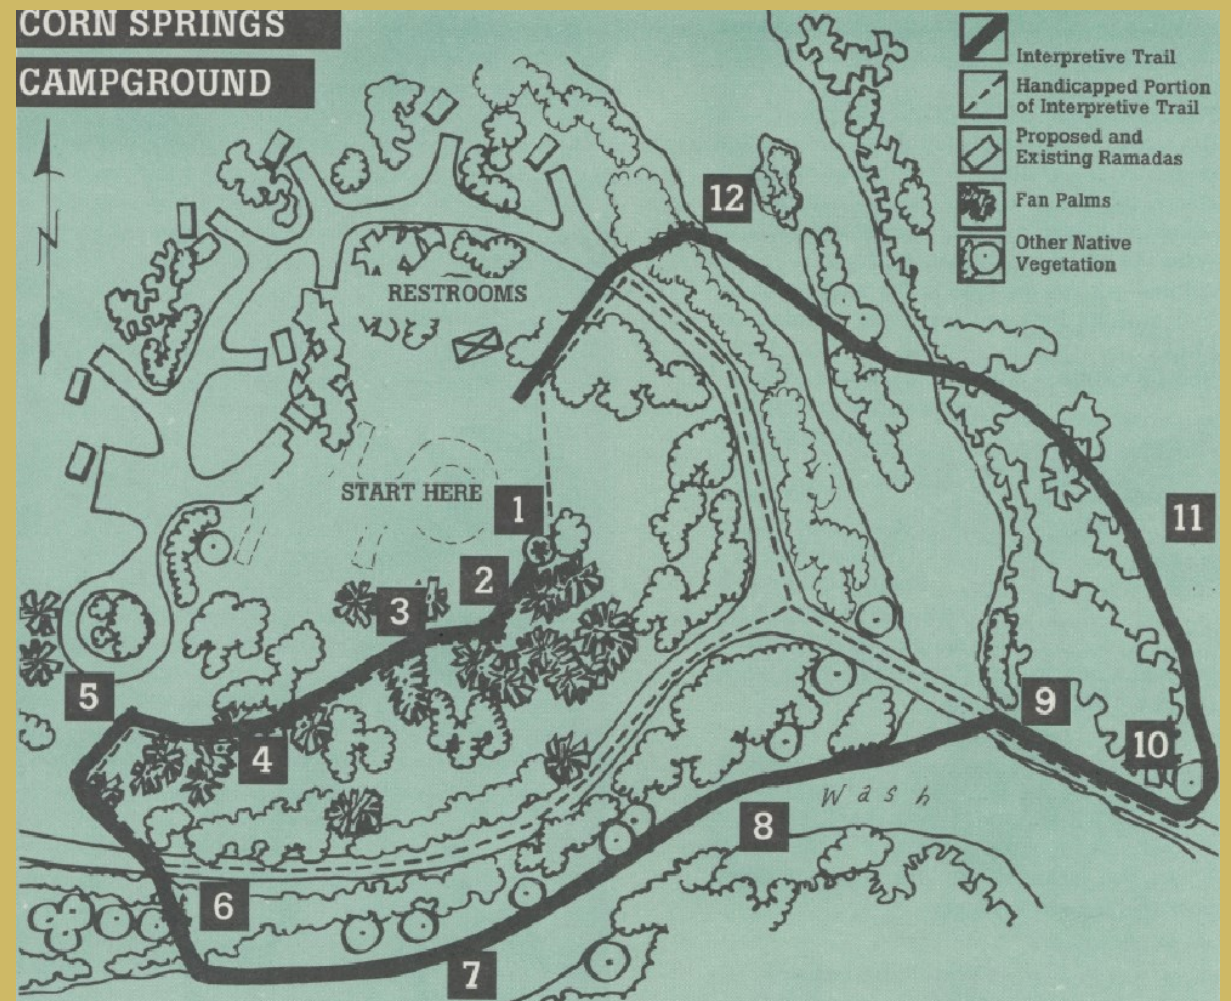 CORN SPRINGS
CAMPGROUND
N
Interpretive Trail
Handicapped Portion
of Interpretive Trail
Proposed and
Existing Ramadas
Fan Palms
Other Native
Vegetation
12
RESTROOMS
START HERE
1
11
2
3
5
9
4
10
Wash
8
6
7